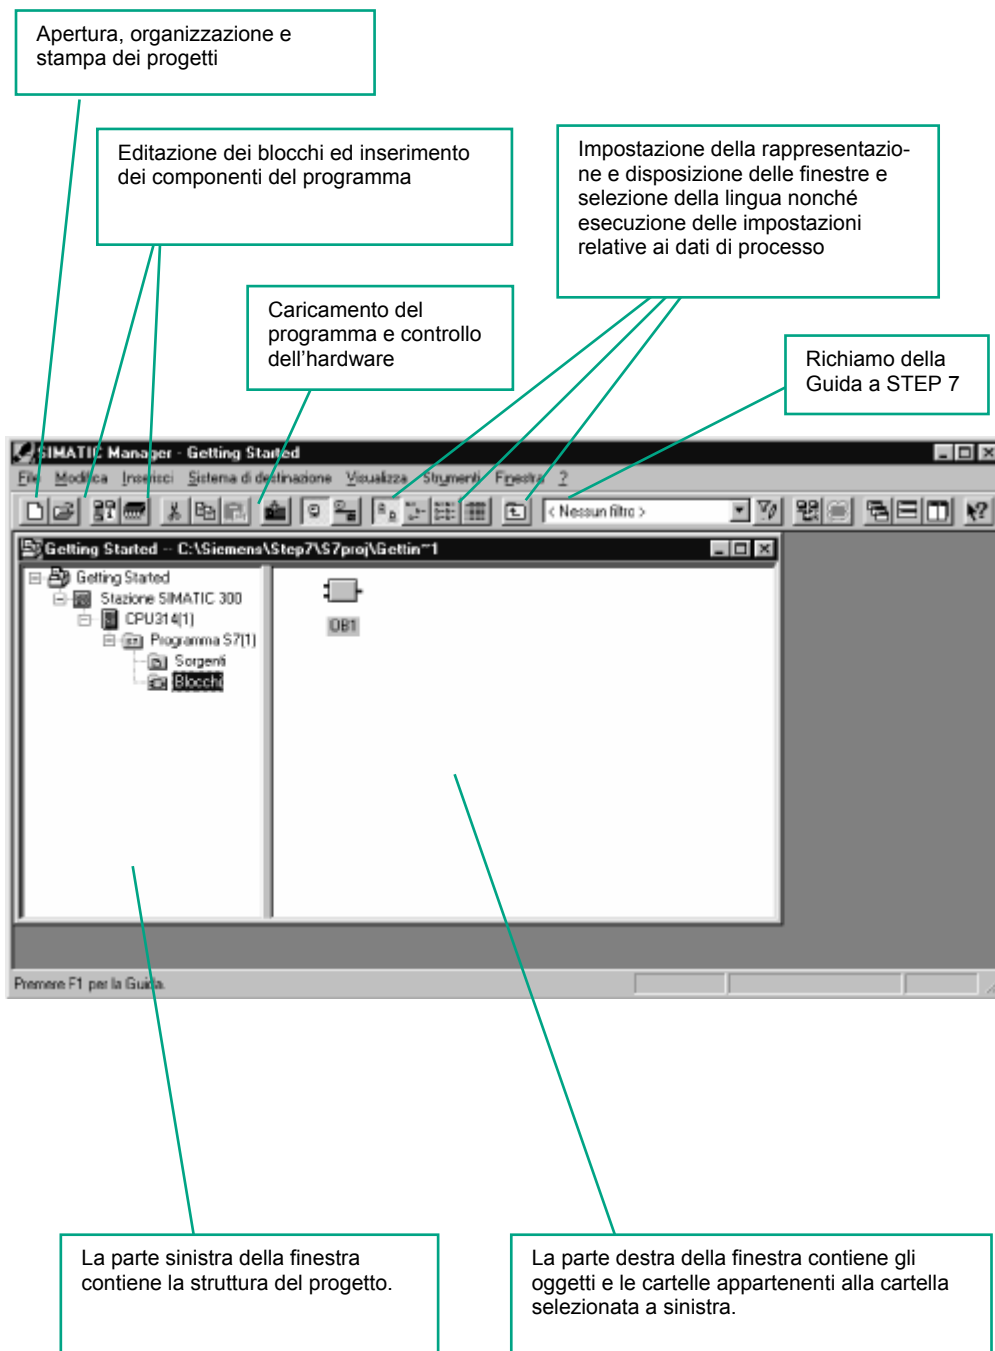 Apertura, organizzazione e
stampa dei progetti
Editazione dei blocchi ed inserimento
dei componenti del programma
Impostazione della rappresentazio-
ne e disposizione delle finestre e
selezione della lingua nonché
esecuzione delle impostazioni
relative ai dati di processo
Caricamento del
programma e controllo
dell'hardware
Richiamo della
Guida a STEP 7
SIMATIC Manager - Getting Started
File Modifica Inserisci Sistema di destinazione Visualizza Strumenti Finestra ?
< Nessun filtro >
Getting Started -- C:\Siemens\Step7\S7proj\Gettin~1
Getting Started
Stazione SIMATIC 300
CPU314(1)
Programma S7(1)
Sorgenti
Blocchi
OB1
Premere F1 per la Guida.
La parte sinistra della finestra
contiene la struttura del progetto.
La parte destra della finestra contiene gli
oggetti e le cartelle appartenenti alla cartella
selezionata a sinistra.